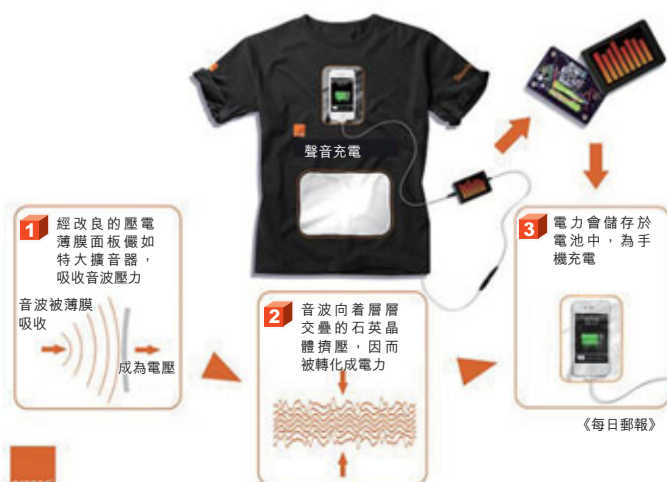 聲音充電
1
經改良的壓電
薄膜面板儼如
特大擴音器，
吸收音波壓力
音波被薄膜
吸收
成為電壓
2
音波向着層層
交疊的石英晶
體擠壓，因而
被轉化成電力
3
電力會儲存於
電池中，為手
機充電
《每日郵報》